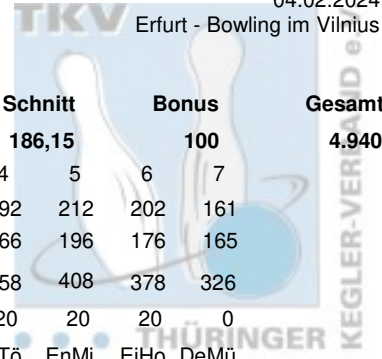 04.02.2024
TKV
Erfurt - Bowling im Vilnius
Schnitt Bonus Gesamt
186,15 100 4.940
4 5 6 7
92 212 202 161
66 196 176 165
58 408 378 326
20 20 20 0
THÜRINGER
KEGLER-VERBAND e.V.
Tö EnMi EiHo DeMü